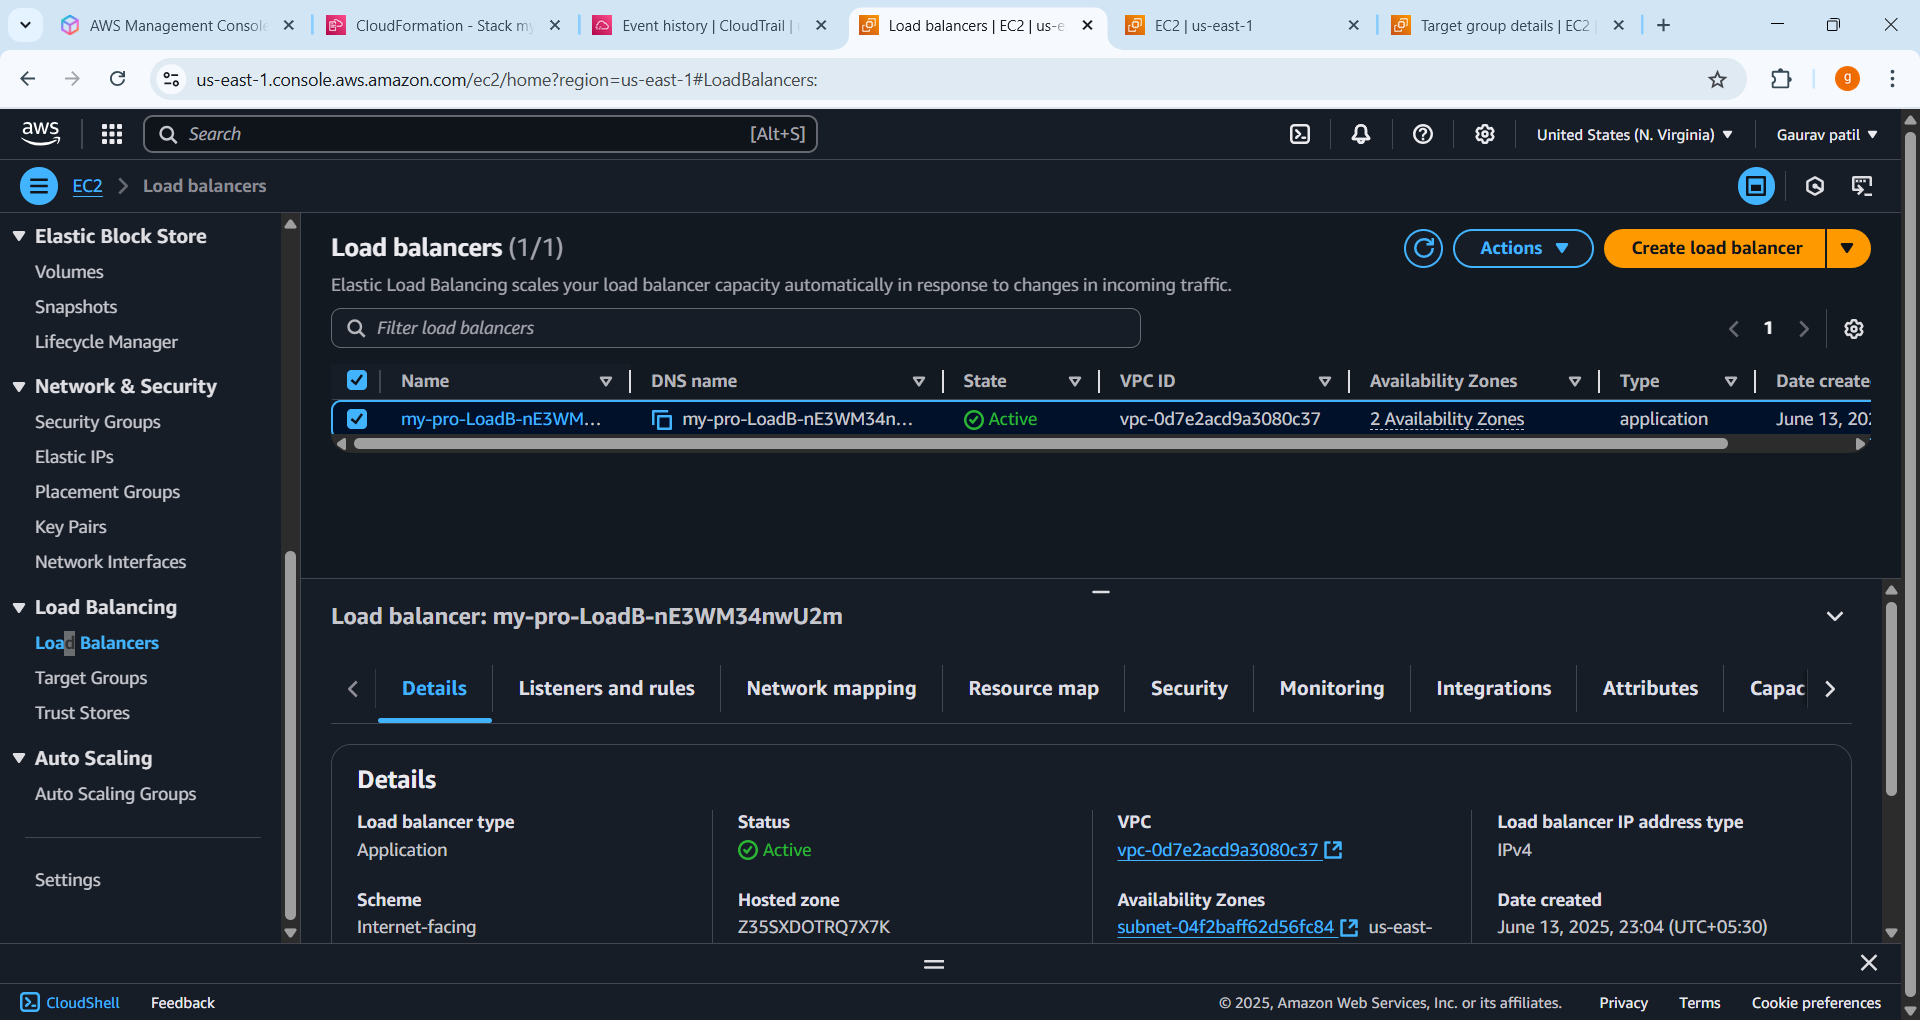 AWS Management Console
CloudFormation - Stack my
Event history | CloudTrail |
Load balancers | EC2 | us-e
EC2 | us-east-1
Target group details | EC2
us-east-1.console.aws.amazon.com/ec2/home?region=us-east-1#LoadBalancers:
g
aws
Search
[Alt+S]
United States (N. Virginia)
Gaurav patil
EC2
Load balancers
Elastic Block Store
Volumes
Snapshots
Lifecycle Manager
Network & Security
Security Groups
Elastic IPs
Placement Groups
Key Pairs
Network Interfaces
Load Balancing
Load Balancers
Target Groups
Trust Stores
Auto Scaling
Auto Scaling Groups
Settings
Load balancers (1/1)
Actions
Create load balancer
Elastic Load Balancing scales your load balancer capacity automatically in response to changes in incoming traffic.
Filter load balancers
1
Name DNS name State VPC ID Availability Zones Type Date create
my-pro-LoadB-nE3WM... my-pro-LoadB-nE3WM34n... Active vpc-0d7e2acd9a3080c37 2 Availability Zones application June 13, 202
Load balancer: my-pro-LoadB-nE3WM34nwU2m
Details Listeners and rules Network mapping Resource map Security Monitoring Integrations Attributes Capac
Details
Load balancer type
Application
Status
Active
VPC
vpc-0d7e2acd9a3080c37
Load balancer IP address type
IPv4
Scheme
Internet-facing
Hosted zone
Z35SXDOTRQ7X7K
Availability Zones
subnet-04f2baff62d56fc84 us-east-
Date created
June 13, 2025, 23:04 (UTC+05:30)
CloudShell
Feedback
© 2025, Amazon Web Services, Inc. or its affiliates.
Privacy
Terms
Cookie preferences